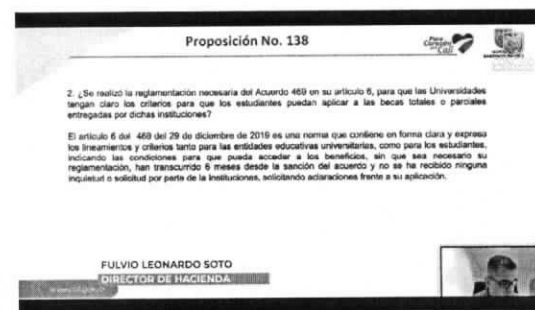 Proposición No. 138
2. ¿Se realizó la reglamentación necesaria del Acuerdo 469 en su artículo 6, para que las Universidades
tengan claro los criterios para que los estudiantes puedan aplicar a las becas totales o parciales
entregadas por dichas instituciones?
El artículo 6 del 469 del 29 de diciembre de 2019 es una norma que contiene en forma clara y expresa
los lineamientos y criterios tanto para las entidades educativas universitarias, como para los estudiantes,
indicando las condiciones para que pueda acceder a los beneficios, sin que sea necesario su
reglamentación, han transcurrido 6 meses desde la sanción del acuerdo y no se ha recibido ninguna
inquietud o solicitud por parte de la Instituciones, solicitando aclaraciones frente a su aplicación.
FULVIO LEONARDO SOTO
DIRECTOR DE HACIENDA